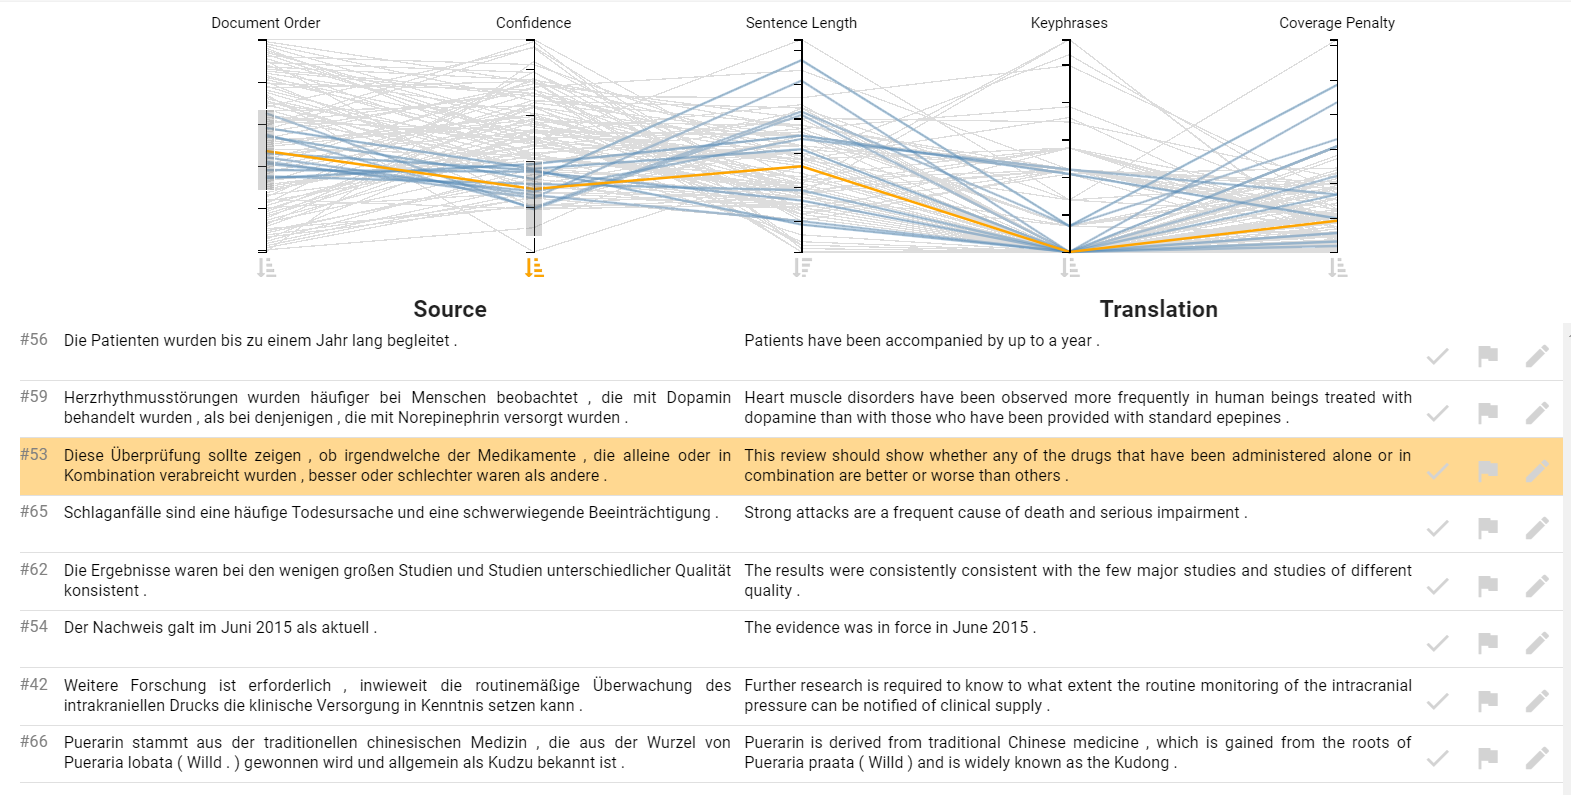 Document Order Confidence Sentence Length Keyphrases Coverage Penalty
Source Translation
#56 Die Patienten wurden bis zu einem Jahr lang begleitet . Patients have been accompanied by up to a year .
#59 Herzrhythmusstörungen wurden häufiger bei Menschen beobachtet , die mit Dopamin
behandelt wurden , als bei denjenigen , die mit Norepinephrin versorgt wurden .
Heart muscle disorders have been observed more frequently in human beings treated with
dopamine than with those who have been provided with standard epepines .
#53 Diese Überprüfung sollte zeigen , ob irgendwelche der Medikamente , die alleine oder in
Kombination verabreicht wurden , besser oder schlechter waren als andere .
This review should show whether any of the drugs that have been administered alone or in
combination are better or worse than others .
#65 Schlaganfälle sind eine häufige Todesursache und eine schwerwiegende Beeinträchtigung . Strong attacks are a frequent cause of death and serious impairment .
#62 Die Ergebnisse waren bei den wenigen großen Studien und Studien unterschiedlicher Qualität
konsistent .
The results were consistently consistent with the few major studies and studies of different
quality .
#54 Der Nachweis galt im Juni 2015 als aktuell . The evidence was in force in June 2015 .
#42 Weitere Forschung ist erforderlich , inwieweit die routinemäßige Überwachung des
intrakraniellen Drucks die klinische Versorgung in Kenntnis setzen kann .
Further research is required to know to what extent the routine monitoring of the intracranial
pressure can be notified of clinical supply .
#66 Puerarin stammt aus der traditionellen chinesischen Medizin , die aus der Wurzel von
Pueraria lobata ( Willd . ) gewonnen wird und allgemein als Kudzu bekannt ist .
Puerarin is derived from traditional Chinese medicine , which is gained from the roots of
Pueraria praata ( Willd ) and is widely known as the Kudong .